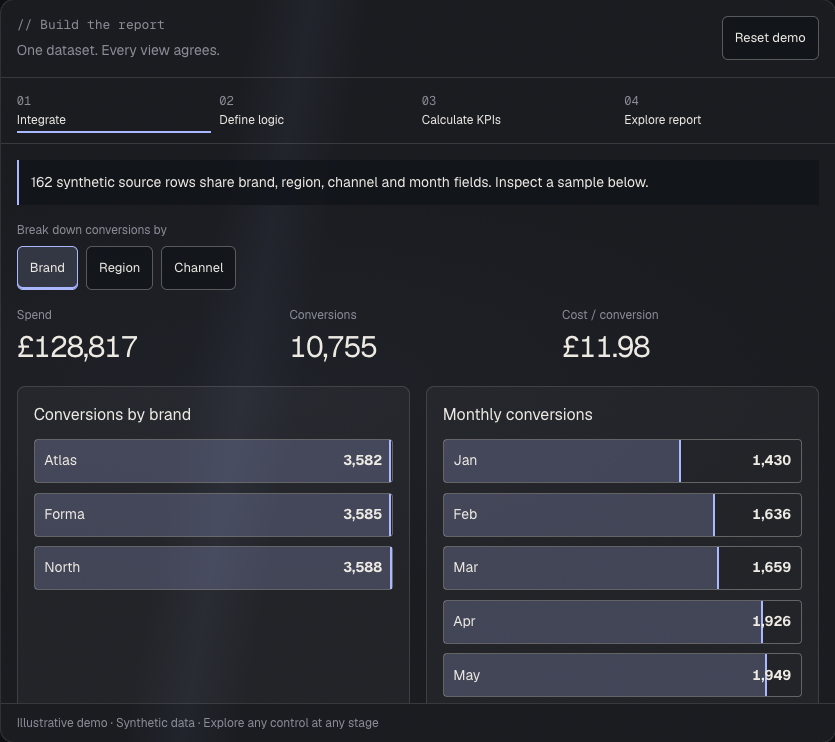 // Build the report
One dataset. Every view agrees.
Reset demo
01
Integrate
02
Define logic
03
Calculate KPIs
04
Explore report
162 synthetic source rows share brand, region, channel and month fields. Inspect a sample below.
Break down conversions by
Brand
Region
Channel
Spend
£128,817
Conversions
10,755
Cost / conversion
£11.98
Conversions by brand
Atlas 3,582
Forma 3,585
North 3,588
Monthly conversions
Jan 1,430
Feb 1,636
Mar 1,659
Apr 1,926
May 1,949
Illustrative demo · Synthetic data · Explore any control at any stage